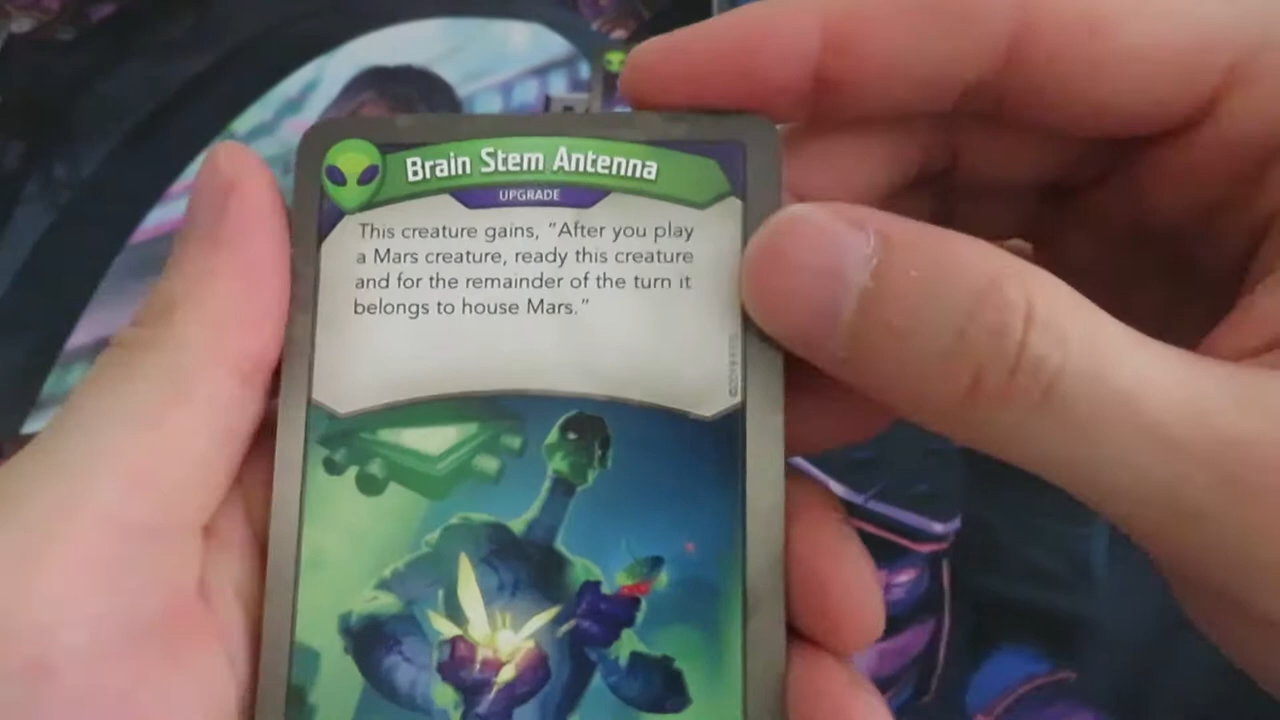 Brain Stem Antenna
UPGRADE
This creature gains, “After you play
a Mars creature, ready this creature
and for the remainder of the turn it
belongs to house Mars.”